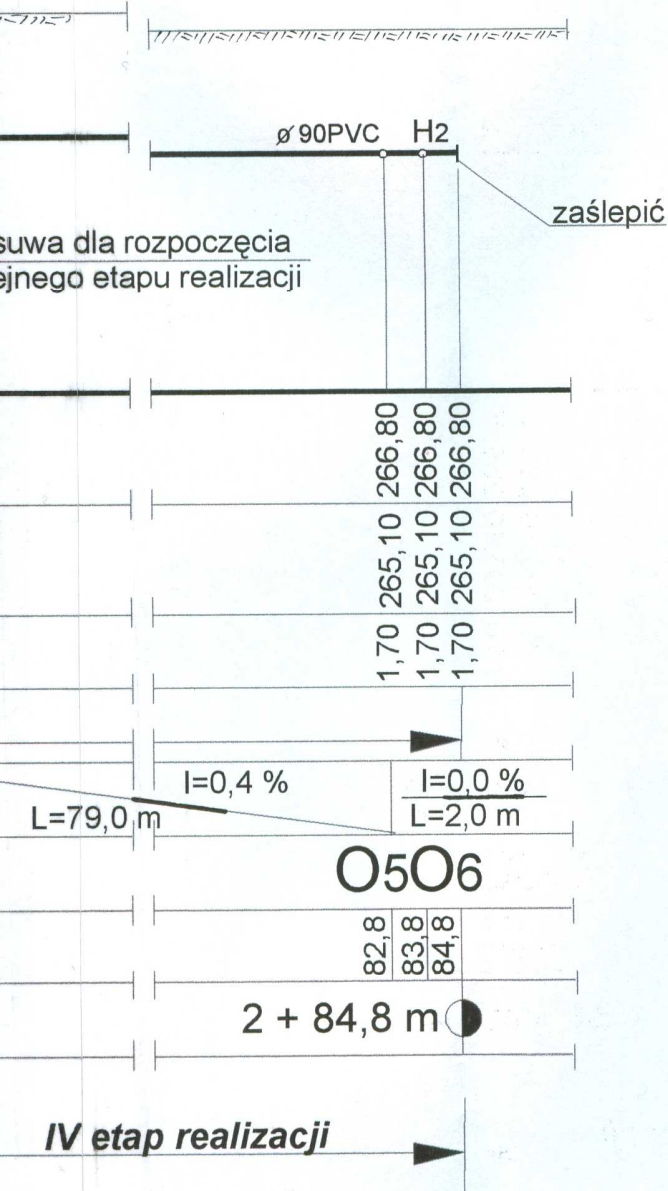 ø 90PVC H2
zaślepić
suwa dla rozpoczęcia
ejnego etapu realizacji
266,80 266,80 266,80
265,10 265,10 265,10
1,70 1,70 1,70
I=0,4 %
L=79,0 m
I=0,0 %
L=2,0 m
O5O6
82,8 83,8 84,8
2 + 84,8 m
IV etap realizacji